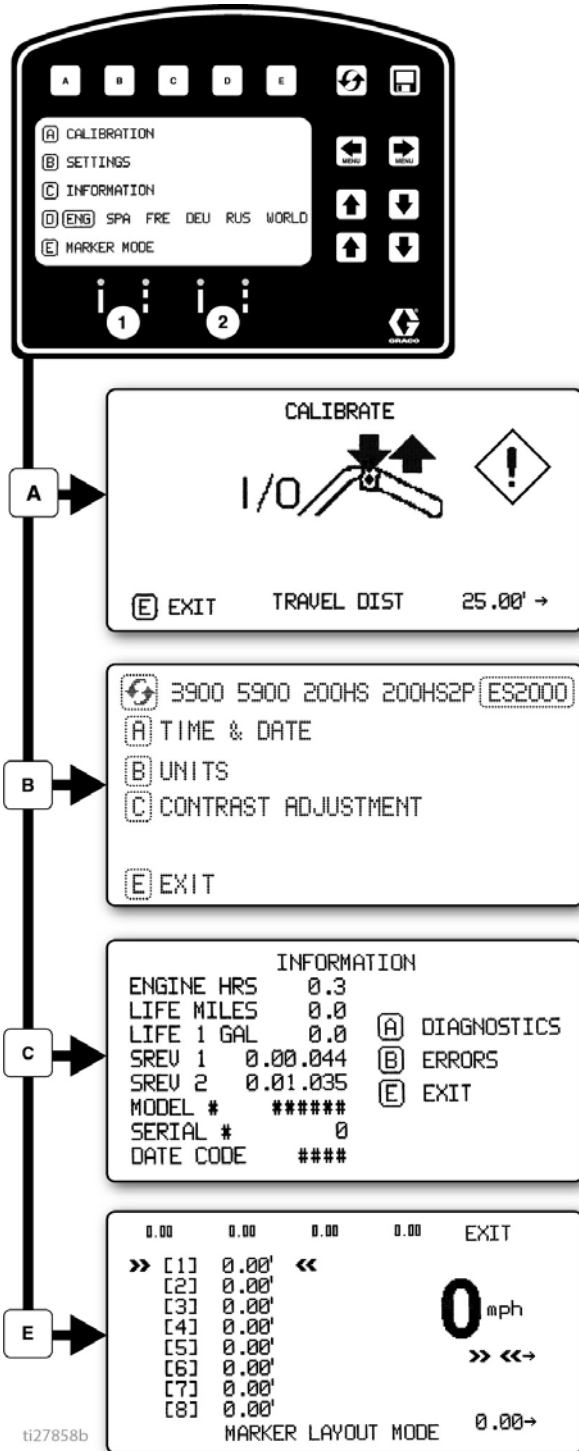 A B C D E
A CALIBRATION
MENU MENU
B SETTINGS
C INFORMATION
D ENG SPA FRE DEU RUS WORLD
E MARKER MODE
1 2
GRACO
A
CALIBRATE
I/O
!
E EXIT TRAVEL DIST 25.00' →
B
3900 5900 200HS 200HS2P ES2000
A TIME & DATE
B UNITS
C CONTRAST ADJUSTMENT
E EXIT
C
INFORMATION
ENGINE HRS 0.3
LIFE MILES 0.0
LIFE 1 GAL 0.0
SREV 1 0.00.044
SREV 2 0.01.035
MODEL # ######
SERIAL # 0
DATE CODE ####
A DIAGNOSTICS
B ERRORS
E EXIT
E
0.00 0.00 0.00 0.00 EXIT
>> [1] 0.00' <<
[2] 0.00'
[3] 0.00'
[4] 0.00'
[5] 0.00'
[6] 0.00'
[7] 0.00'
[8] 0.00'
0 mph
>> <<→
MARKER LAYOUT MODE 0.00→
ti27858b